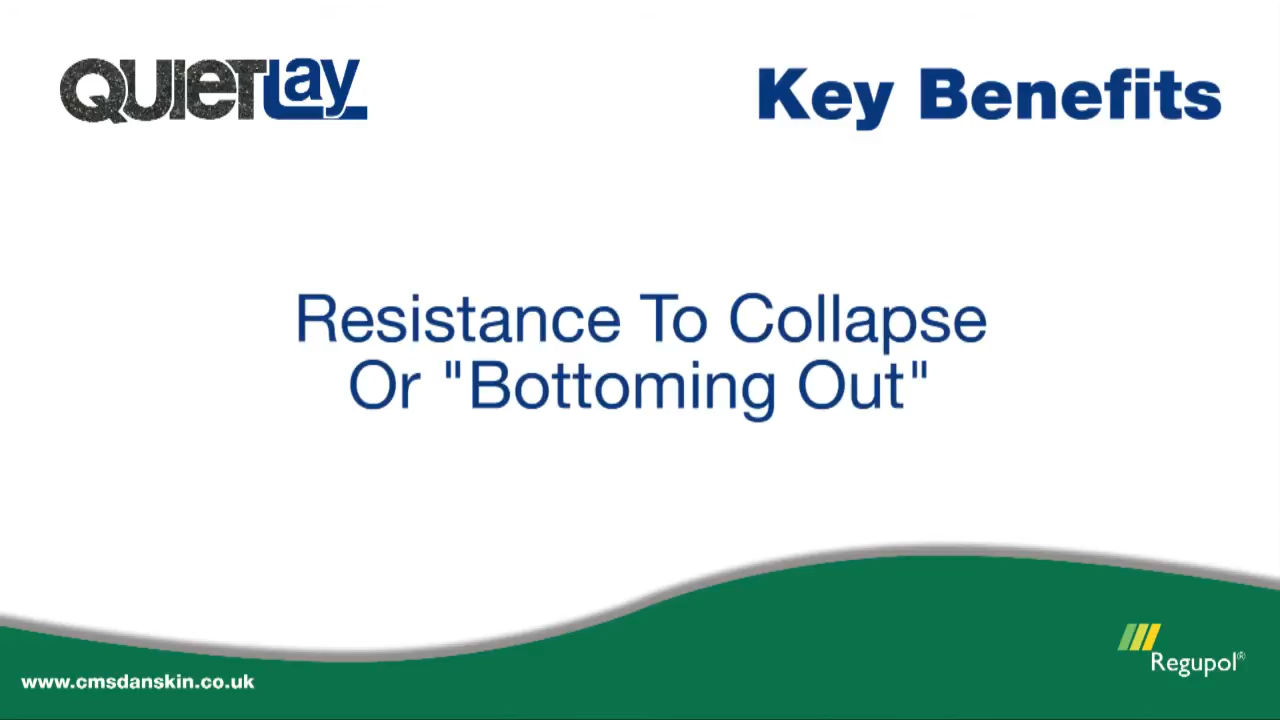 QUIETLay
Key Benefits
Resistance To Collapse
Or "Bottoming Out"
www.cmsdanskin.co.uk
Regupol®